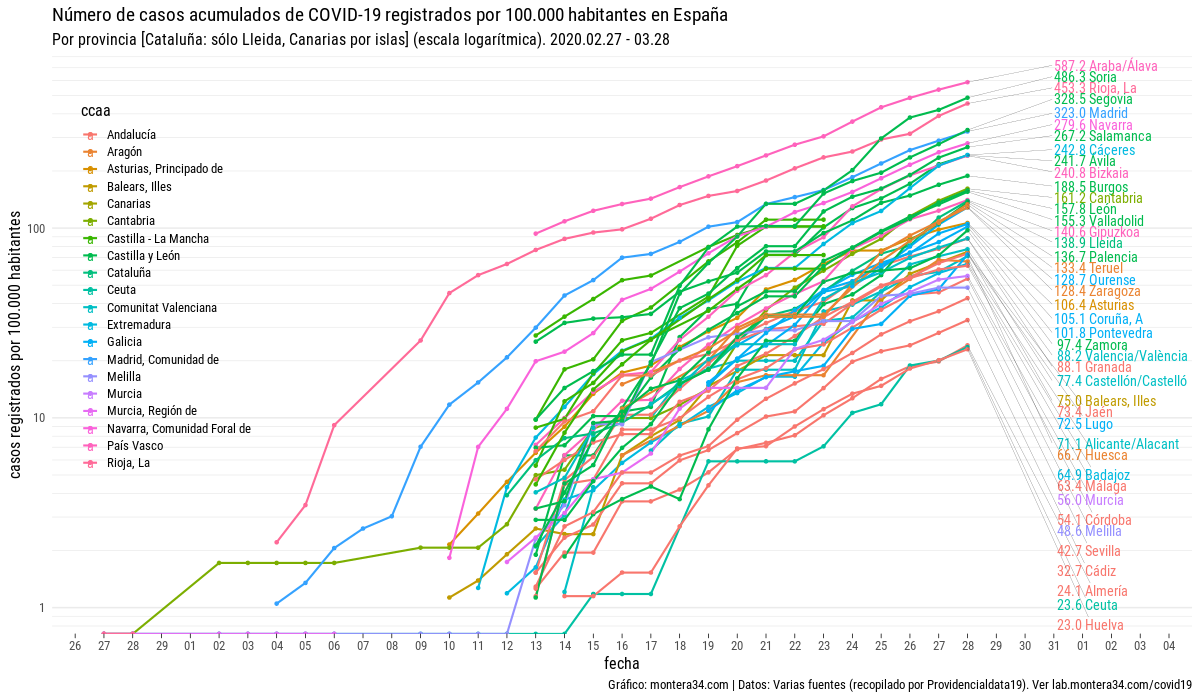 Número de casos acumulados de COVID-19 registrados por 100.000 habitantes en España
Por provincia [Cataluña: sólo Lleida, Canarias por islas] (escala logarítmica). 2020.02.27 - 03.28
casos registrados por 100.000 habitantes
100
10
1
ccaa
Andalucía
Aragón
Asturias, Principado de
Balears, Illes
Canarias
Cantabria
Castilla - La Mancha
Castilla y León
Cataluña
Ceuta
Comunitat Valenciana
Extremadura
Galicia
Madrid, Comunidad de
Melilla
Murcia
Murcia, Región de
Navarra, Comunidad Foral de
País Vasco
Rioja, La
587.2 Araba/Álava
486.3 Soria
453.3 Rioja, La
328.5 Segovia
323.0 Madrid
279.6 Navarra
267.2 Salamanca
242.8 Cáceres
241.7 Ávila
240.8 Bizkaia
188.5 Burgos
161.2 Cantabria
157.8 León
155.3 Valladolid
140.6 Gipuzkoa
138.9 Lleida
136.7 Palencia
133.4 Teruel
128.7 Ourense
128.4 Zaragoza
106.4 Asturias
105.1 Coruña, A
101.8 Pontevedra
97.4 Zamora
88.2 Valencia/València
88.1 Granada
77.4 Castellón/Castelló
75.0 Balears, Illes
73.4 Jaén
72.5 Lugo
71.1 Alicante/Alacant
66.7 Huesca
64.9 Badajoz
63.4 Málaga
56.0 Murcia
54.1 Córdoba
48.6 Melilla
42.7 Sevilla
32.7 Cádiz
24.1 Almería
23.6 Ceuta
23.0 Huelva
26 27 28 29 01 02 03 04 05 06 07 08 09 10 11 12 13 14 15 16 17 18 19 20 21 22 23 24 25 26 27 28 29 30 31 01 02 03 04
fecha
Gráfico: montera34.com | Datos: Varias fuentes (recopilado por Providencialdata19). Ver lab.montera34.com/covid19